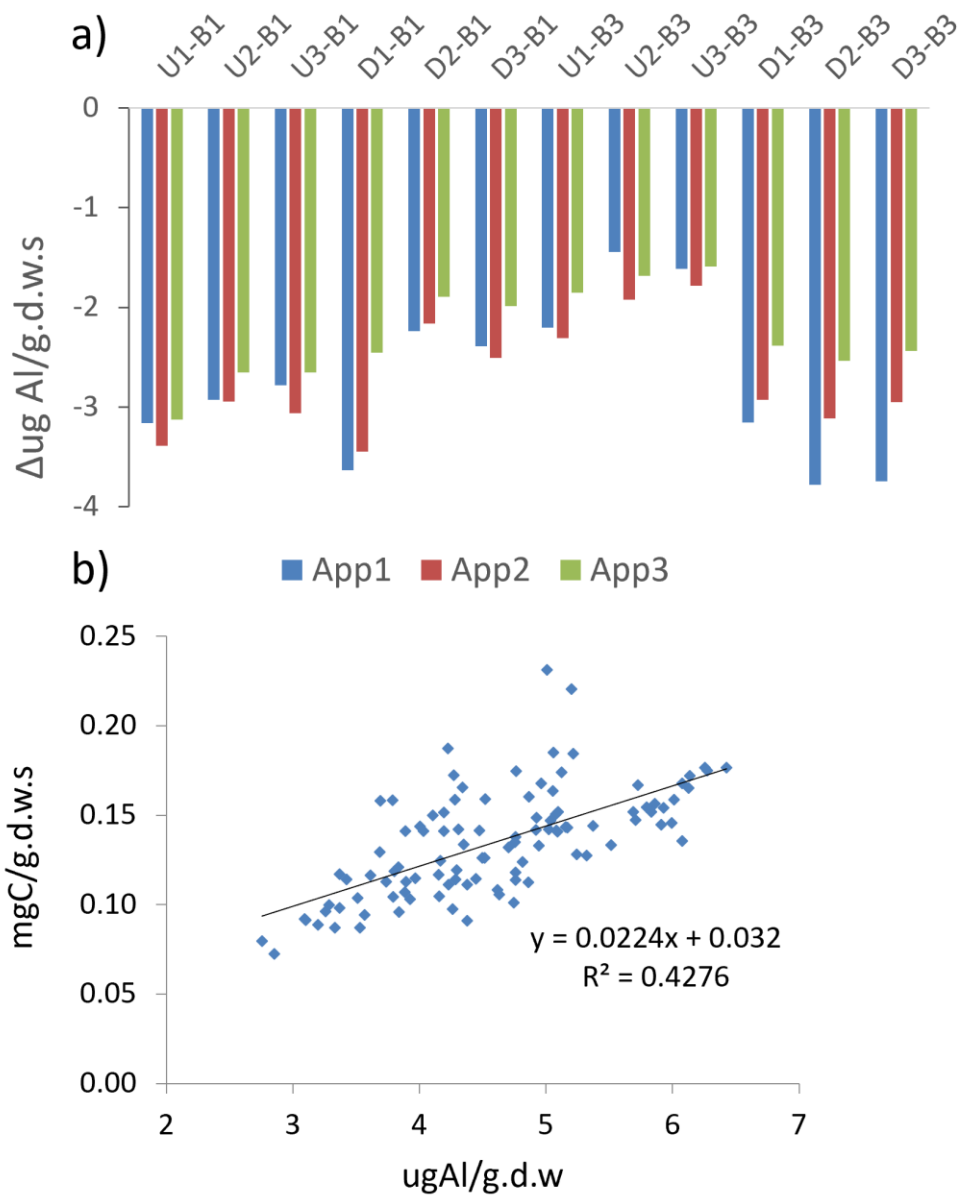 a)
U1-B1 U2-B1 U3-B1 D1-B1 D2-B1 D3-B1 U1-B3 U2-B3 U3-B3 D1-B3 D2-B3 D3-B3
0
-1
-2
-3
-4
Δug Al/g.d.w.s
b)
App1 App2 App3
0.25
0.20
0.15
0.10
0.05
0.00
mgC/g.d.w.s
y = 0.0224x + 0.032
R² = 0.4276
2 3 4 5 6 7
ugAl/g.d.w